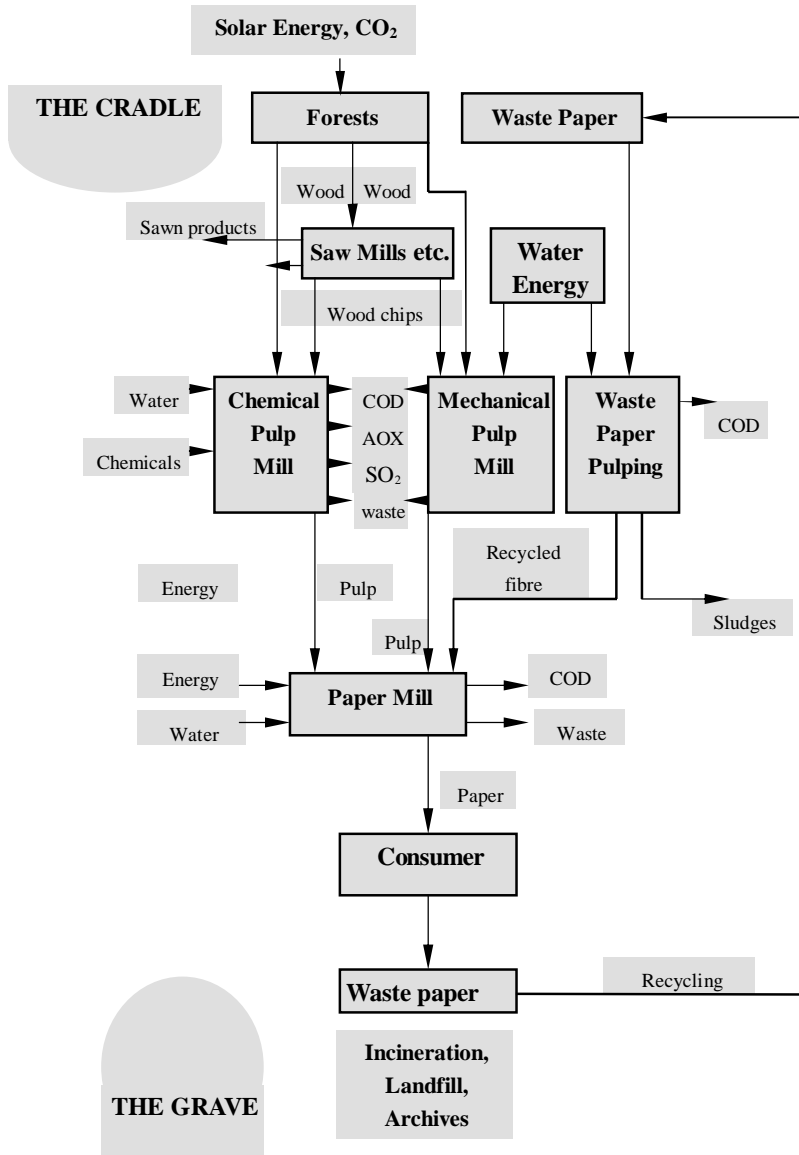 Solar Energy, CO₂
THE CRADLE
Forests
Waste Paper
Wood Wood
Sawn products
Saw Mills etc.
Water
Energy
Wood chips
Water
Chemicals
Chemical
Pulp
Mill
COD
AOX
SO₂
waste
Mechanical
Pulp
Mill
Waste
Paper
Pulping
COD
Recycled
fibre
Energy
Pulp
Sludges
Pulp
Energy
Water
Paper Mill
COD
Waste
Paper
Consumer
Waste paper
Recycling
Incineration,
Landfill,
Archives
THE GRAVE